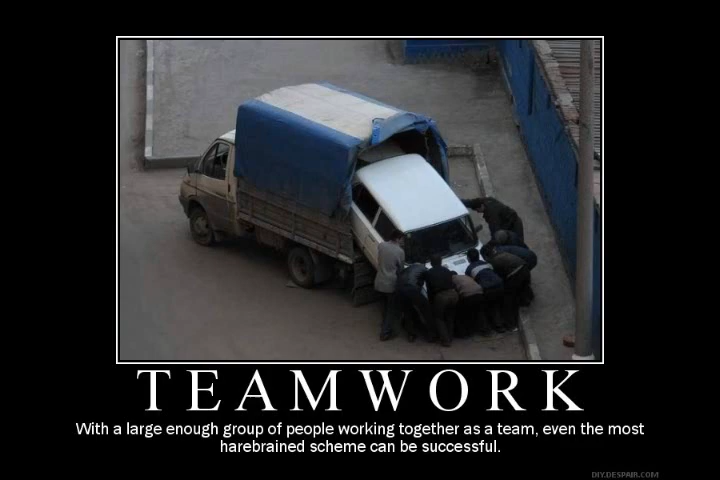 TEAMWORK
With a large enough group of people working together as a team, even the most
harebrained scheme can be successful.
DIY.DESPAIR.COM